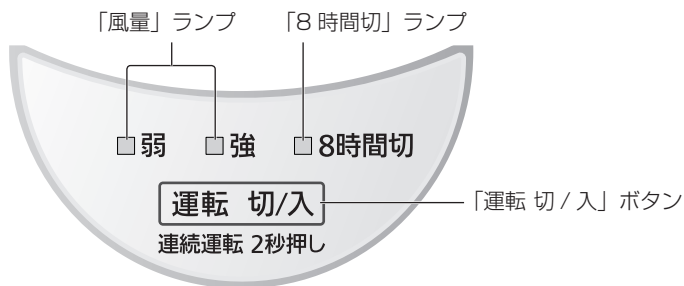 「風量」ランプ 「8 時間切」ランプ
弱 強 8時間切
運転 切/入
「運転 切 / 入」ボタン
連続運転 2秒押し